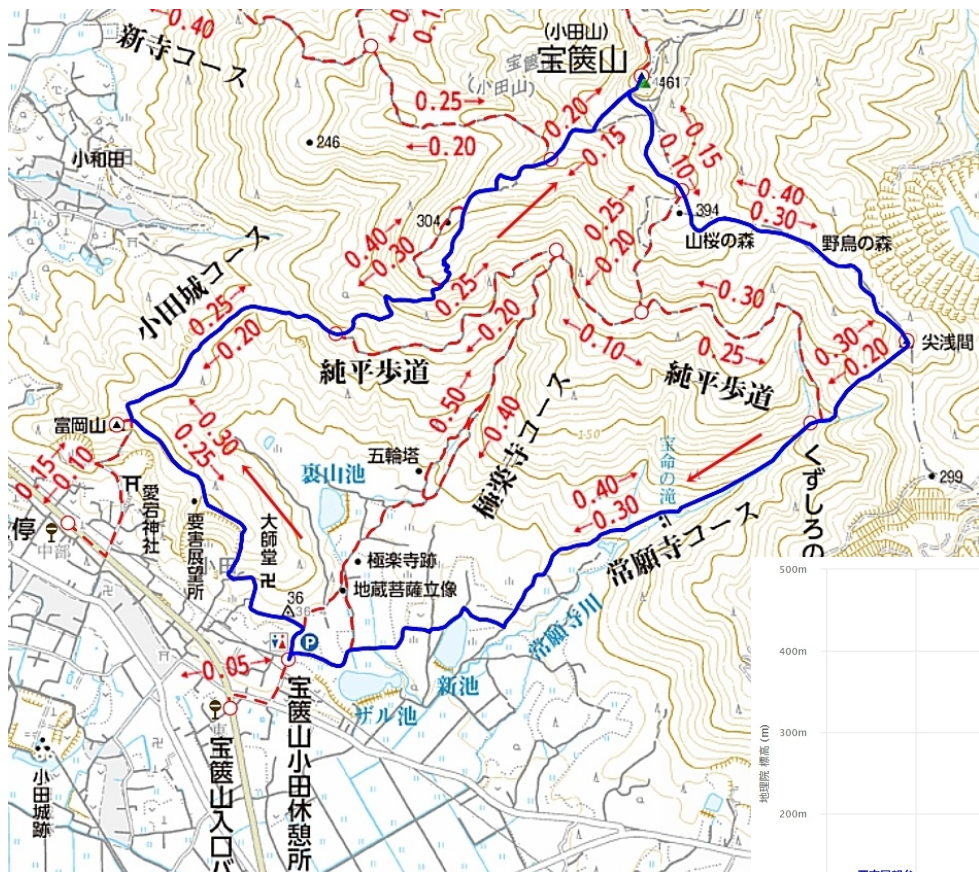 ←0.40
新寺コース
(小田山)
宝篋山
461
0.25→
←0.20
0.20→
←0.15
246
小和田
←0.15
0.10→
←0.40
0.30→
394
山桜の森
野鳥の森
304
0.40→
←0.30
0.25→
←0.20
小田城コース
0.25→
←0.20
0.25→
←0.20
←0.30
0.25→
←0.10
0.30→
←0.20
尖浅間
純平歩道
純平歩道
富岡山
0.15→
←0.10
←0.30
0.25→
0.50→
←0.40
極楽寺コース
150
五輪塔
裏山池
宝命の滝
0.40→
←0.30
くずしろの
299
愛宕神社
要害展望所
大師堂
停
中部
小田
極楽寺跡
地蔵菩薩立像
常願寺コース
36
P
常願寺川
新池
ザル池
←0.05→
宝篋山小田休憩所
宝篋山入口バ
小田城跡
500m
400m
300m
200m
地理院 標高 (m)